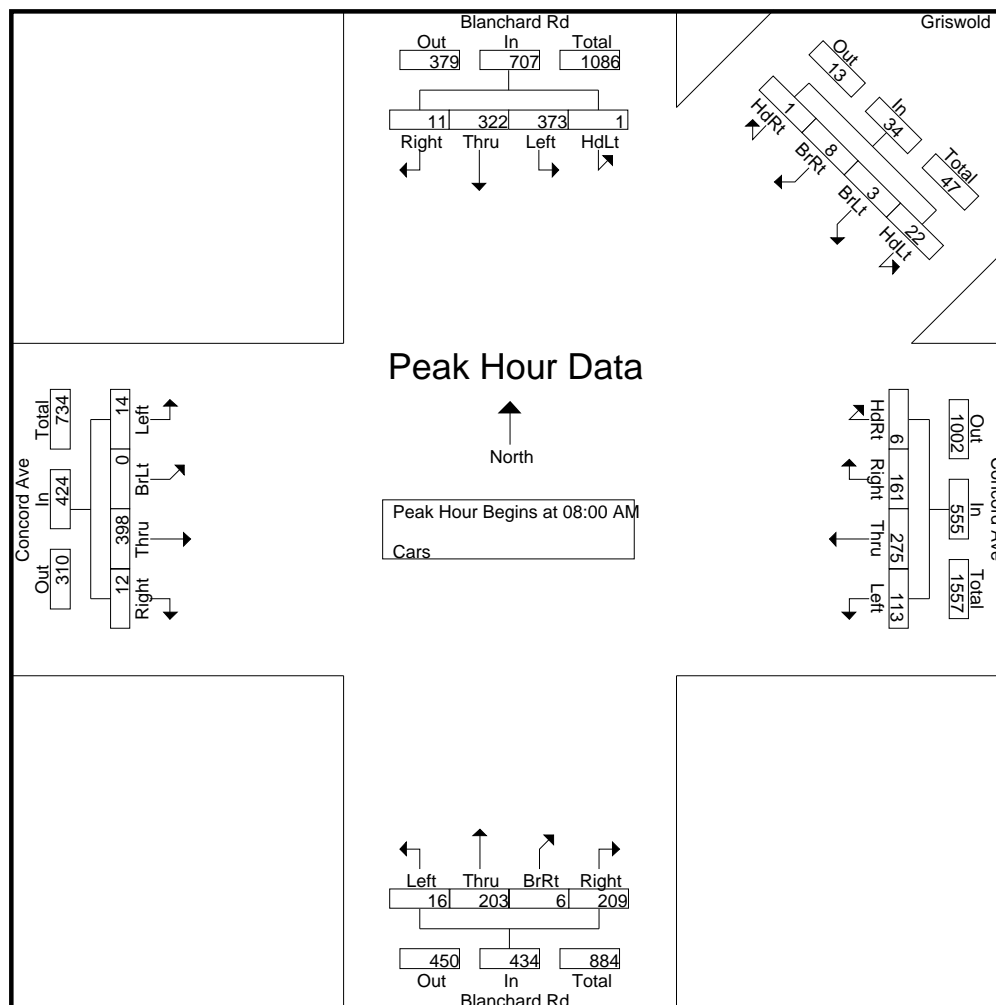 Blanchard Rd
Out In Total
379 707 1086
11 322 373 1
Right Thru Left HdLt
Griswold
Out
13
In
34
Total
47
1 8 3 22
HdRt BrRt BrLt HdLt
Peak Hour Data
North
Peak Hour Begins at 08:00 AM
Cars
Concord Ave
Out In Total
310 424 734
14 0 398 12
Left BrLt Thru Right
HdRt Right Thru Left
6 161 275 113
Out In Total
1002 555 1557
Concord Ave
Left Thru BrRt Right
16 203 6 209
450 434 884
Out In Total
Blanchard Rd